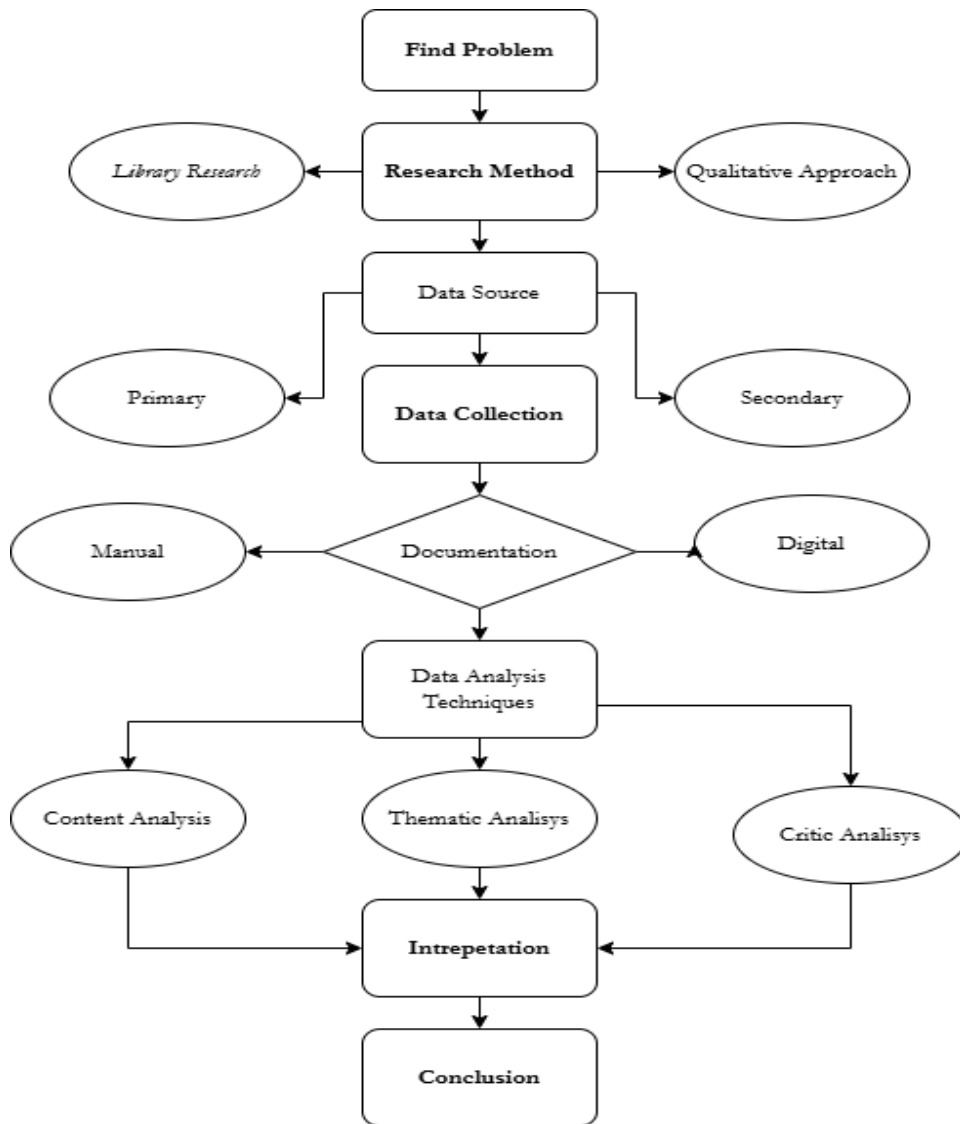 Find Problem
Library Research
Research Method
Qualitative Approach
Data Source
Primary
Data Collection
Secondary
Manual
Documentation
Digital
Data Analysis
Techniques
Content Analysis
Thematic Analisys
Critic Analisys
Intrepetation
Conclusion